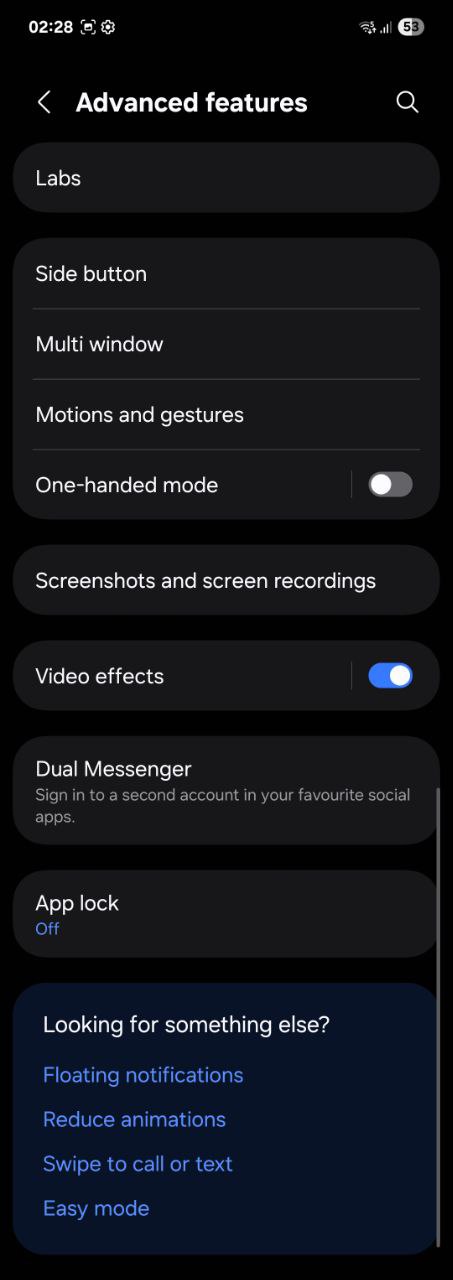 02:28
53
Advanced features
Labs
Side button
Multi window
Motions and gestures
One-handed mode
Screenshots and screen recordings
Video effects
Dual Messenger
Sign in to a second account in your favourite social
apps.
App lock
Off
Looking for something else?
Floating notifications
Reduce animations
Swipe to call or text
Easy mode